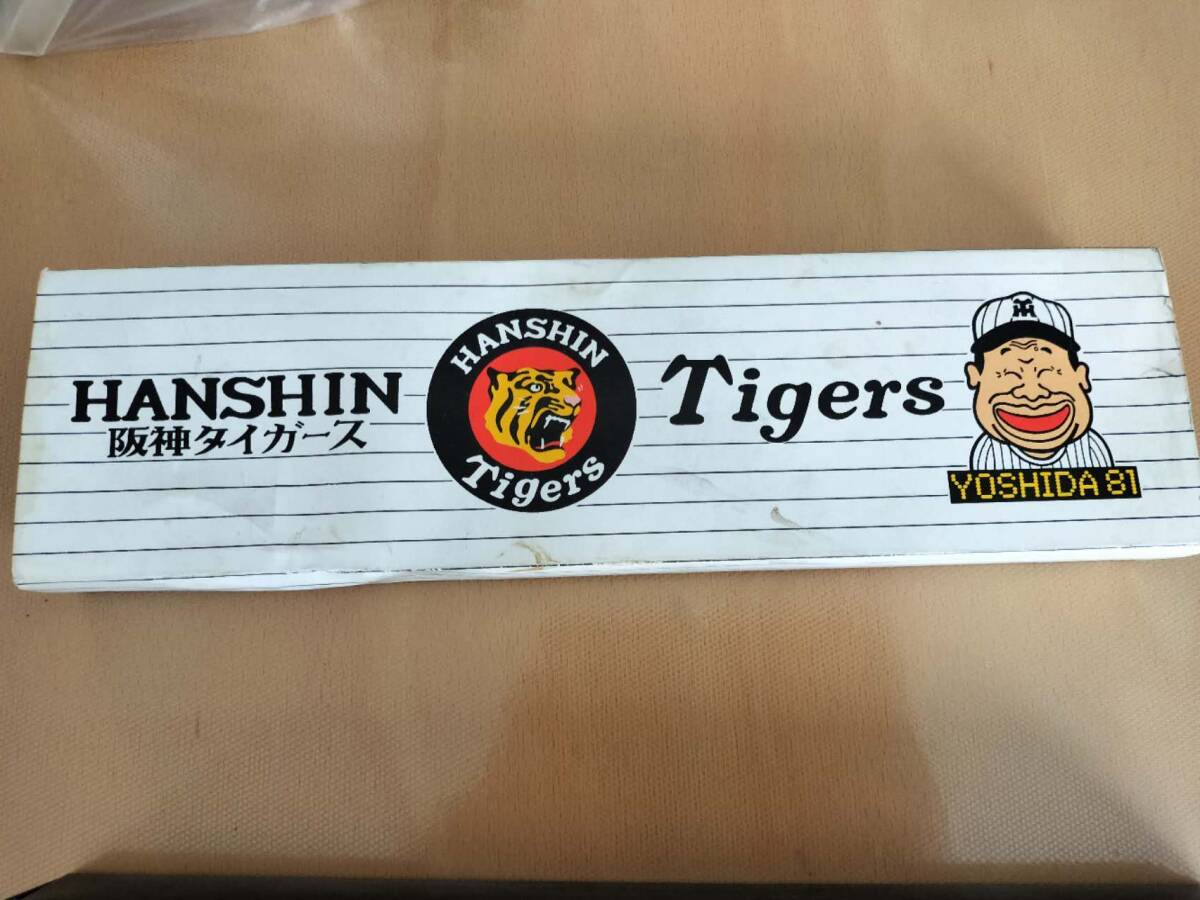 HANSHIN
阪神タイガース
HANSHIN
Tigers
Tigers
YOSHIDA 81